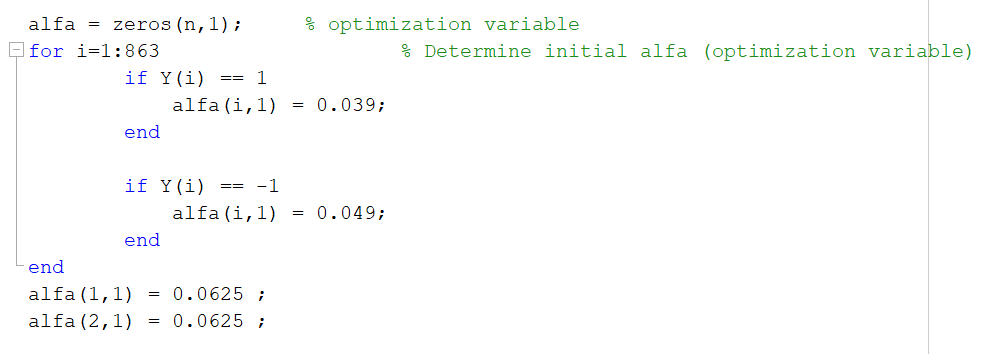 alfa = zeros(n,1);     % optimization variable
for i=1:863                    % Determine initial alfa (optimization variable)
        if Y(i) == 1
            alfa(i,1) = 0.039;
        end
        if Y(i) == -1
            alfa(i,1) = 0.049;
        end
end
alfa(1,1) = 0.0625 ;
alfa(2,1) = 0.0625 ;